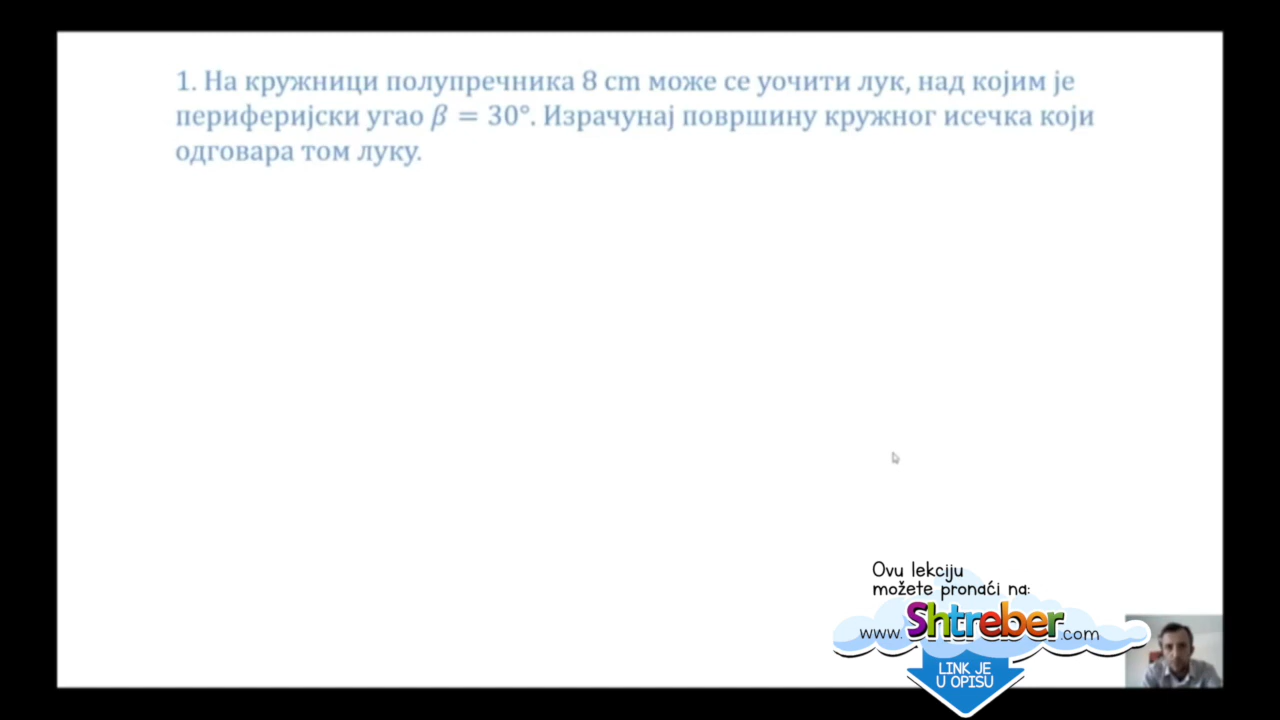 1. На кружници полупречника 8 cm може се уочити лук, над којим је
периферијски угао β = 30°. Израчунај површину кружног исечка који
одговара том луку.
Ovu lekciju
možete pronaći na:
www.Shtreber.com
LINK JE
U OPISU